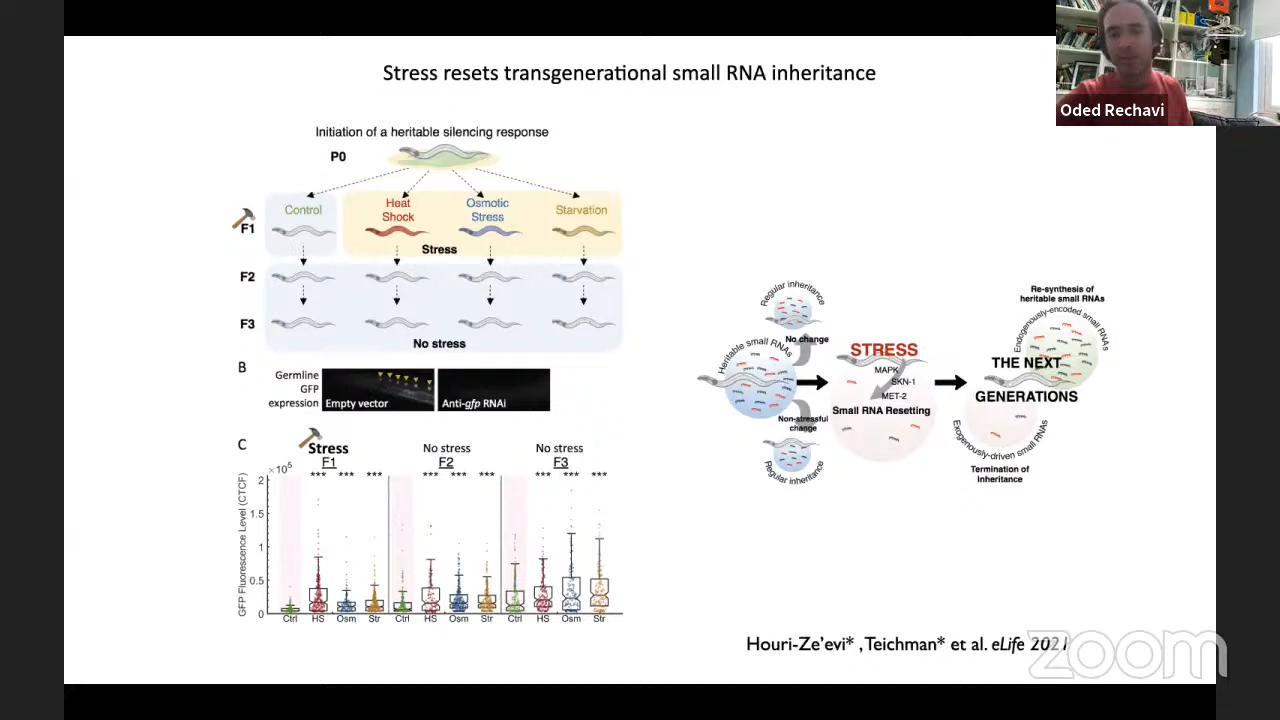 Stress resets transgenerational small RNA inheritance
Oded Rechavi
Initiation of a heritable silencing response
P0
Control
Heat
Shock
Osmotic
Stress
Starvation
F1
Stress
F2
F3
No stress
B
Germline
GFP
expression
Empty vector
Anti-gfp RNAi
C
Stress
F1
No stress
F2
No stress
F3
×10⁵
*** *** *** *** *** *** *** *** ***
GFP Fluorescence Level (CTCF)
2
1.5
1
0.5
0
Ctrl HS Osm Str Ctrl HS Osm Str Ctrl HS Osm Str
Regular inheritance
No change
Heritable small RNAs
Non-stressful
change
Regular inheritance
STRESS
MAPK
SKN-1
MET-2
Small RNA Resetting
Re-synthesis of
heritable small RNAs
Endogenously-encoded small RNAs
THE NEXT
GENERATIONS
Exogenously-driven small RNAs
Termination of
Inheritance
Houri-Ze'evi* , Teichman* et al. eLife 2021
zoom